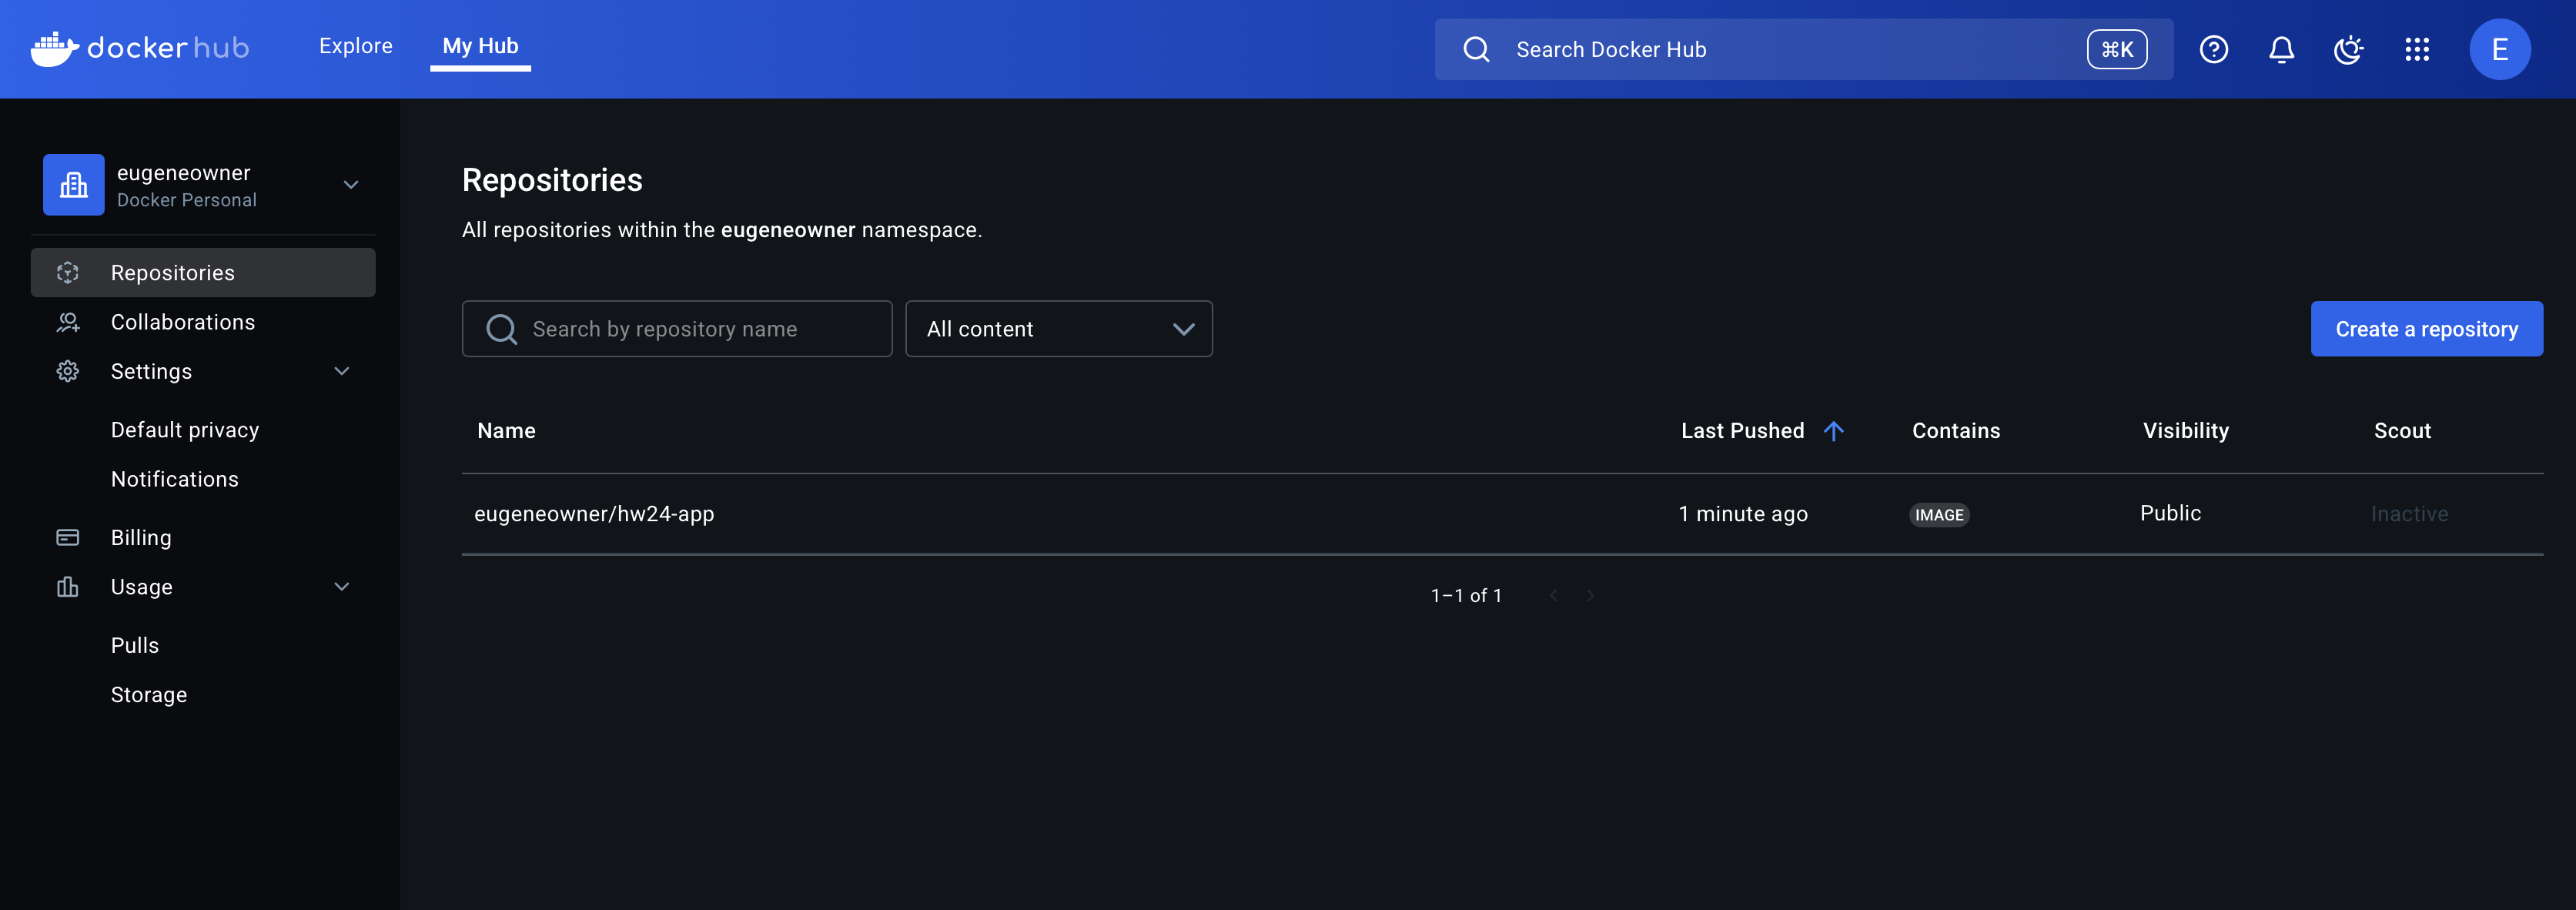 docker hub
Explore
My Hub
Search Docker Hub
⌘K
E
eugeneowner
Docker Personal
Repositories
Collaborations
Settings
Default privacy
Notifications
Billing
Usage
Pulls
Storage
Repositories
All repositories within the eugeneowner namespace.
Search by repository name
All content
Create a repository
Name Last Pushed Contains Visibility Scout
eugeneowner/hw24-app 1 minute ago IMAGE Public Inactive
1–1 of 1